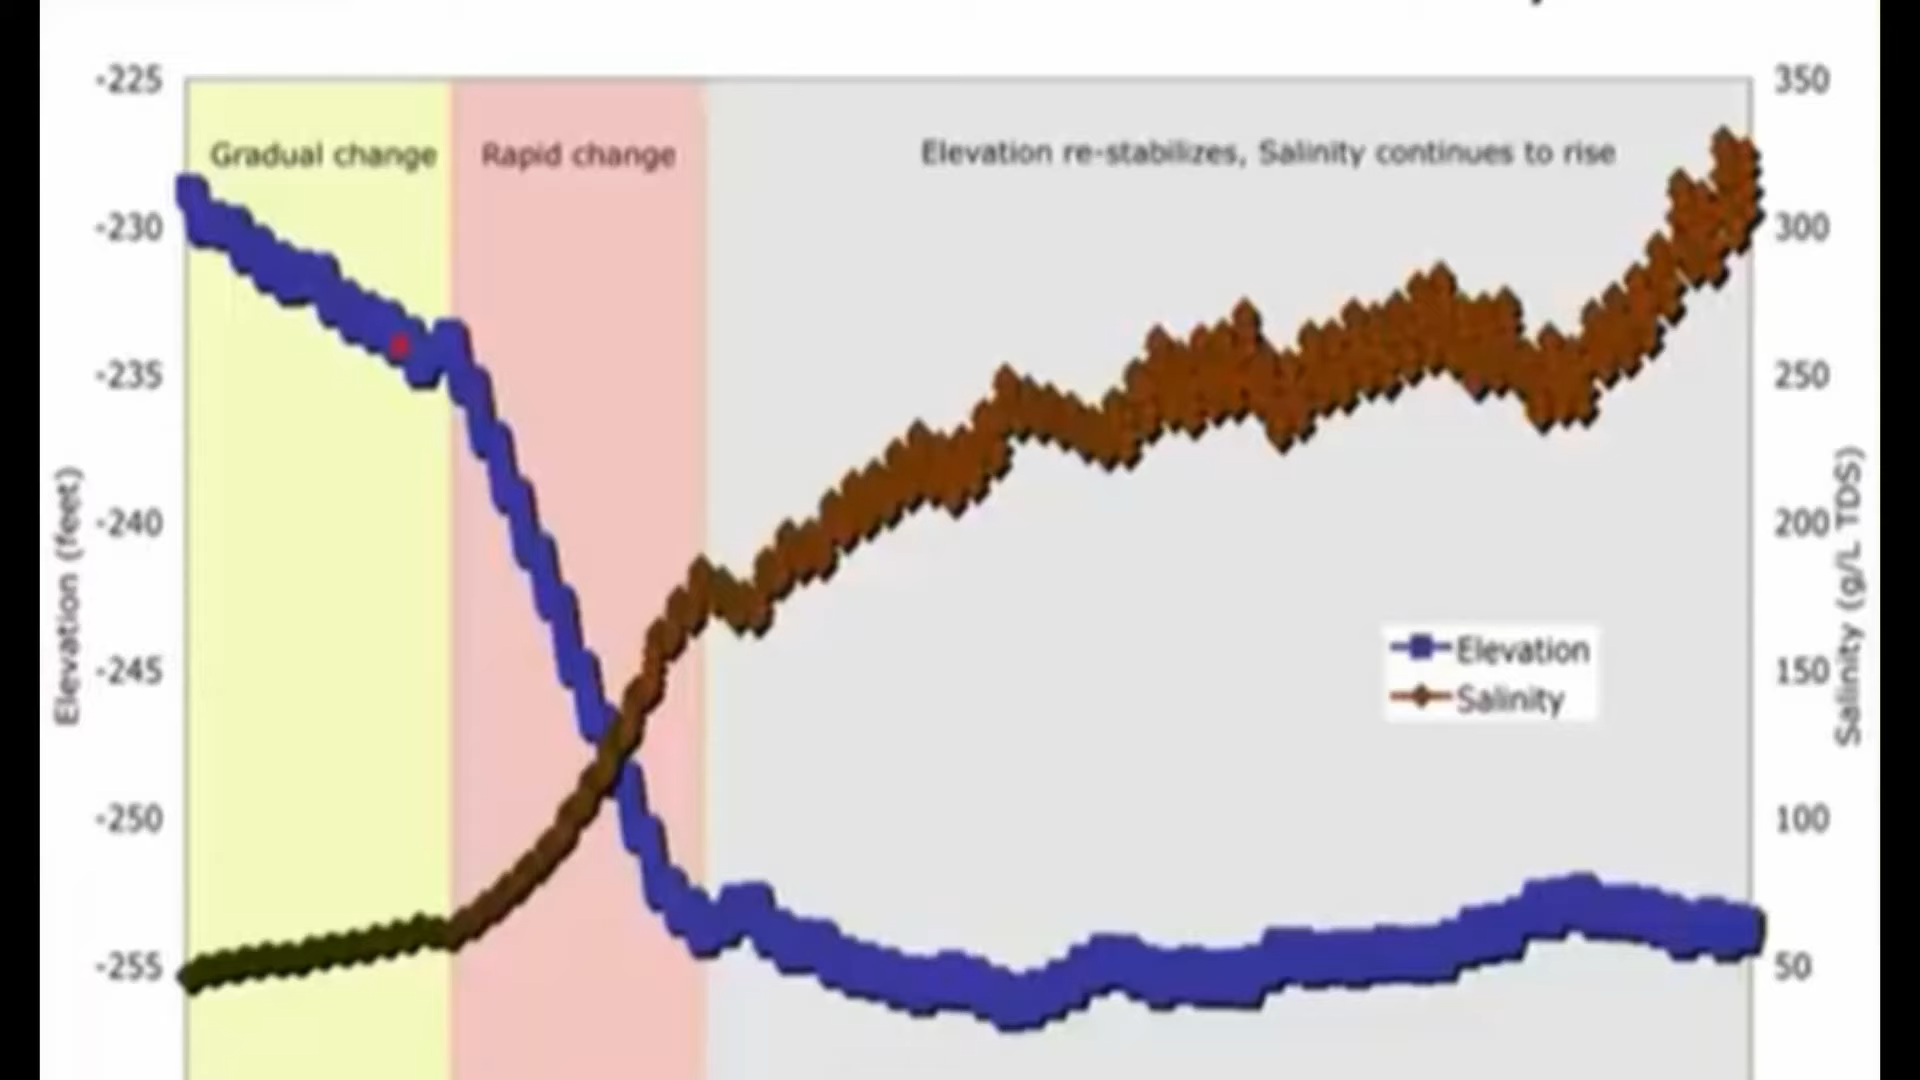 -225
-230
-235
-240
-245
-250
-255
Elevation (feet)
Gradual change
Rapid change
Elevation re-stabilizes, Salinity continues to rise
Elevation
Salinity
350
300
250
200
150
100
50
Salinity (g/L TDS)